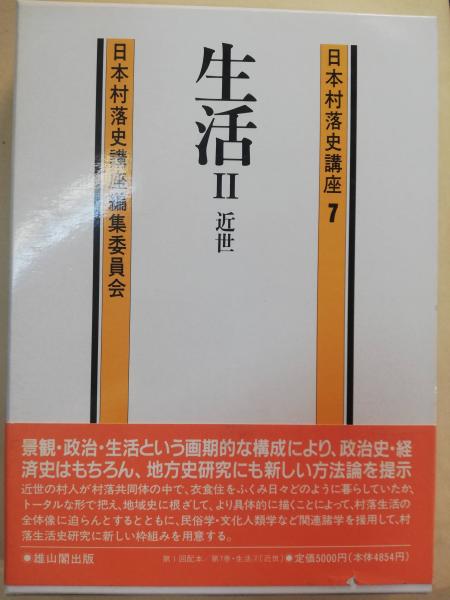 日本村落史講座 7
生活 II 近世
日本村落史講座編集委員会
景観・政治・生活という画期的な構成により、政治史・経
済史はもちろん、地方史研究にも新しい方法論を提示
近世の村人が村落共同体の中で、衣食住をふくみ日々どのように暮らしていたか、
トータルな形で把え、地域史に根ざして、より具体的に描くことによって、村落生活の
全体像に迫らんとするとともに、民俗学・文化人類学など関連諸学を援用して、村
落生活史研究に新しい枠組みを用意する。
●雄山閣出版
第1回配本/第7巻・生活2〔近世〕
●定価5000円(本体4854円)